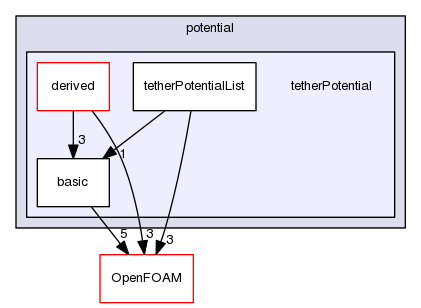 potential
derived
tetherPotentialList
tetherPotential
3
1
basic
5
3
3
OpenFOAM